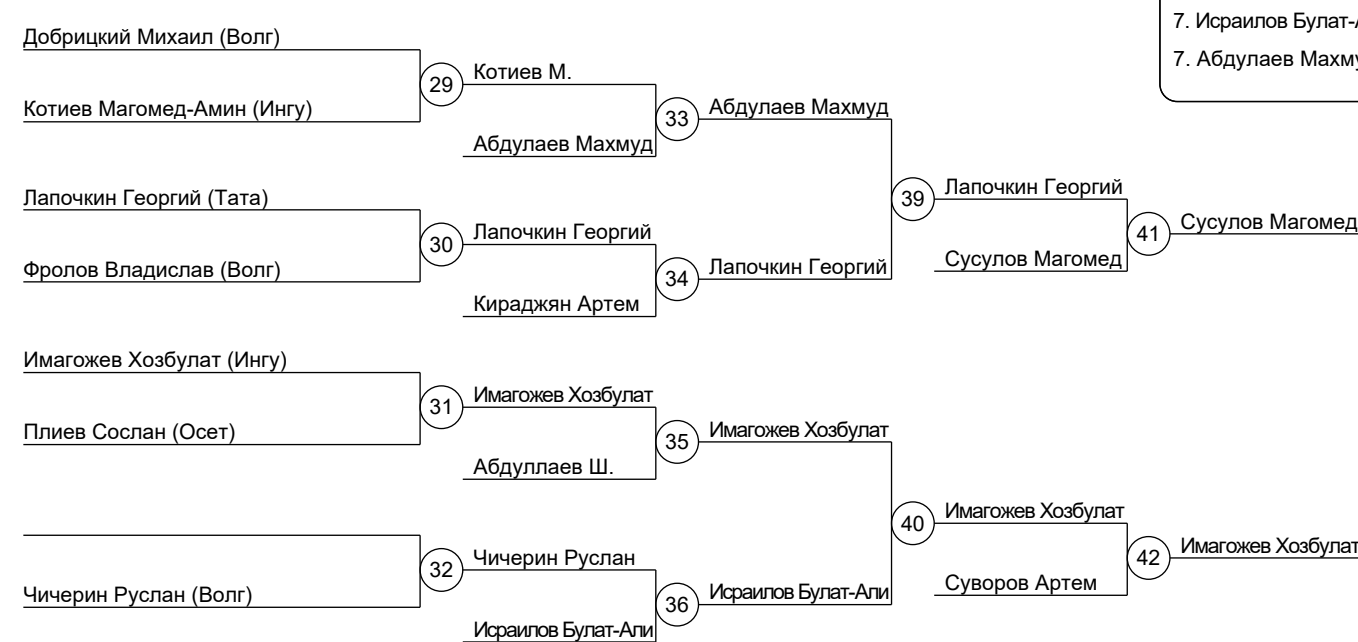 7. Исраилов Булат-А
7. Абдулаев Махму
Добрицкий Михаил (Волг)
29
Котиев М.
Котиев Магомед-Амин (Ингу)
33
Абдулаев Махмуд
Абдулаев Махмуд
Лапочкин Георгий (Тата)
39
Лапочкин Георгий
30
Лапочкин Георгий
41
Сусулов Магомед
Фролов Владислав (Волг)
34
Лапочкин Георгий
Сусулов Магомед
Кираджян Артем
Имагожев Хозбулат (Ингу)
31
Имагожев Хозбулат
Плиев Сослан (Осет)
35
Имагожев Хозбулат
Абдуллаев Ш.
40
Имагожев Хозбулат
32
Чичерин Руслан
42
Имагожев Хозбулат
Чичерин Руслан (Волг)
36
Исраилов Булат-Али
Суворов Артем
Исраилов Булат-Али